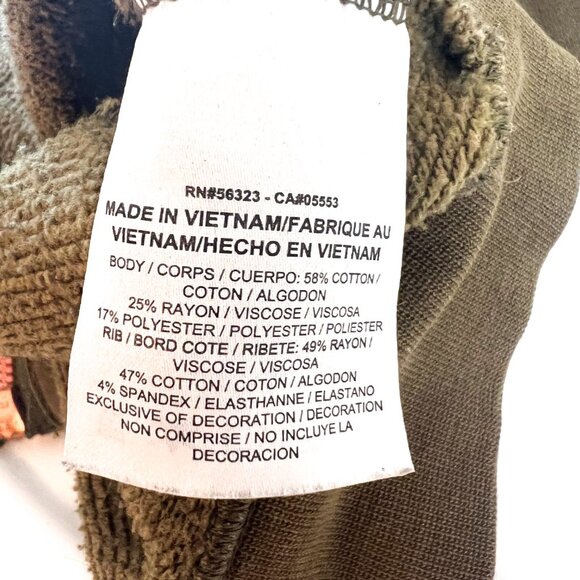 RN#56323 - CA#05553
MADE IN VIETNAM/FABRIQUE AU
VIETNAM/HECHO EN VIETNAM
BODY / CORPS / CUERPO: 58% COTTON /
COTON / ALGODON
25% RAYON / VISCOSE / VISCOSA
17% POLYESTER / POLYESTER / POLIESTER
RIB / BORD COTE / RIBETE: 49% RAYON /
VISCOSE / VISCOSA
47% COTTON / COTON / ALGODON
4% SPANDEX / ELASTHANNE / ELASTANO
EXCLUSIVE OF DECORATION / DECORATION
NON COMPRISE / NO INCLUYE LA
DECORACION